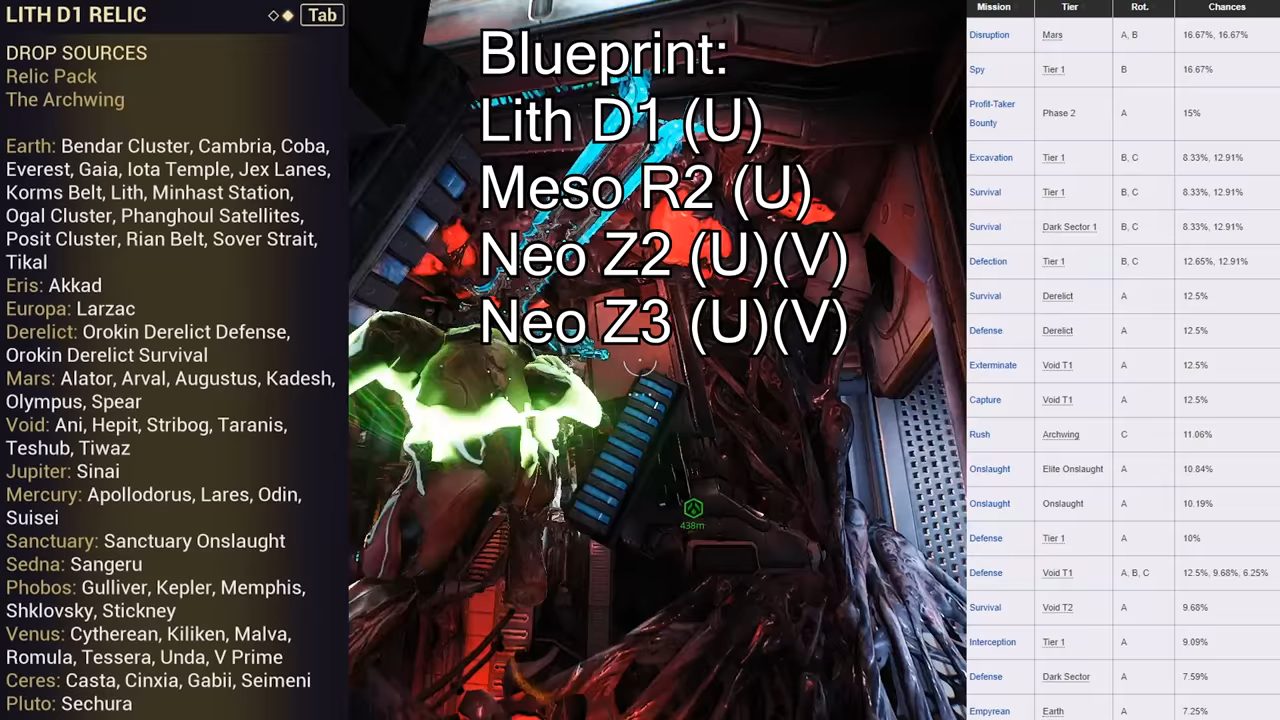 LITH D1 RELIC
Tab
DROP SOURCES
Relic Pack
The Archwing
Earth: Bendar Cluster, Cambria, Coba,
Everest, Gaia, Iota Temple, Jex Lanes,
Korms Belt, Lith, Minhast Station,
Ogal Cluster, Phanghoul Satellites,
Posit Cluster, Rian Belt, Sover Strait,
Tikal
Eris: Akkad
Europa: Larzac
Derelict: Orokin Derelict Defense,
Orokin Derelict Survival
Mars: Alator, Arval, Augustus, Kadesh,
Olympus, Spear
Void: Ani, Hepit, Stribog, Taranis,
Teshub, Tiwaz
Jupiter: Sinai
Mercury: Apollodorus, Lares, Odin,
Suisei
Sanctuary: Sanctuary Onslaught
Sedna: Sangeru
Phobos: Gulliver, Kepler, Memphis,
Shklovsky, Stickney
Venus: Cytherean, Kiliken, Malva,
Romula, Tessera, Unda, V Prime
Ceres: Casta, Cinxia, Gabii, Seimeni
Pluto: Sechura
Blueprint:
Lith D1 (U)
Meso R2 (U)
Neo Z2 (U)(V)
Neo Z3 (U)(V)
438m
Mission Tier Rot. Chances
Disruption Mars A, B 16.67%, 16.67%
Spy Tier 1 B 16.67%
Profit-Taker
Bounty Phase 2 A 15%
Excavation Tier 1 B, C 8.33%, 12.91%
Survival Tier 1 B, C 8.33%, 12.91%
Survival Dark Sector 1 B, C 8.33%, 12.91%
Defection Tier 1 B, C 12.65%, 12.91%
Survival Derelict A 12.5%
Defense Derelict A 12.5%
Exterminate Void T1 A 12.5%
Capture Void T1 A 12.5%
Rush Archwing C 11.06%
Onslaught Elite Onslaught A 10.84%
Onslaught Onslaught A 10.19%
Defense Tier 1 A
Defense Void T1 A, B, C 2.5%, 9.68%, 6.25%
Survival Void T2 A 9.68%
Interception Tier 1 A 9.09%
Defense Dark Sector A
Empyrean Earth A 7.25%